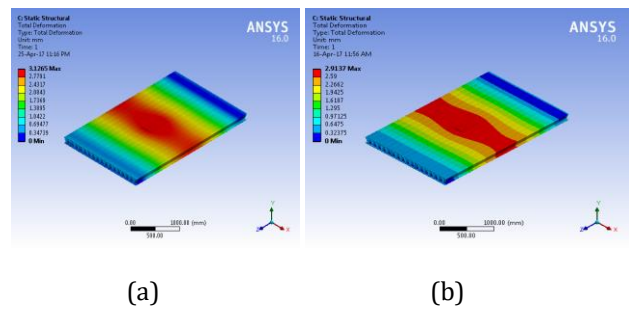 C: Static Structural
Total Deformation
Type: Total Deformation
Unit: mm
Time: 1
25-Apr-17 11:16 PM
3.1265 Max
2.7791
2.4317
2.0843
1.7369
1.3895
1.0422
0.69477
0.34739
0 Min
ANSYS
16.0
0.00
1000.00 (mm)
500.00
Y
Z
X
(a)
C: Static Structural
Total Deformation
Type: Total Deformation
Unit: mm
Time: 1
16-Apr-17 11:56 AM
2.9137 Max
2.59
2.2662
1.9425
1.6187
1.295
0.97125
0.6475
0.32375
0 Min
ANSYS
16.0
0.00
1000.00 (mm)
500.00
Y
Z
X
(b)